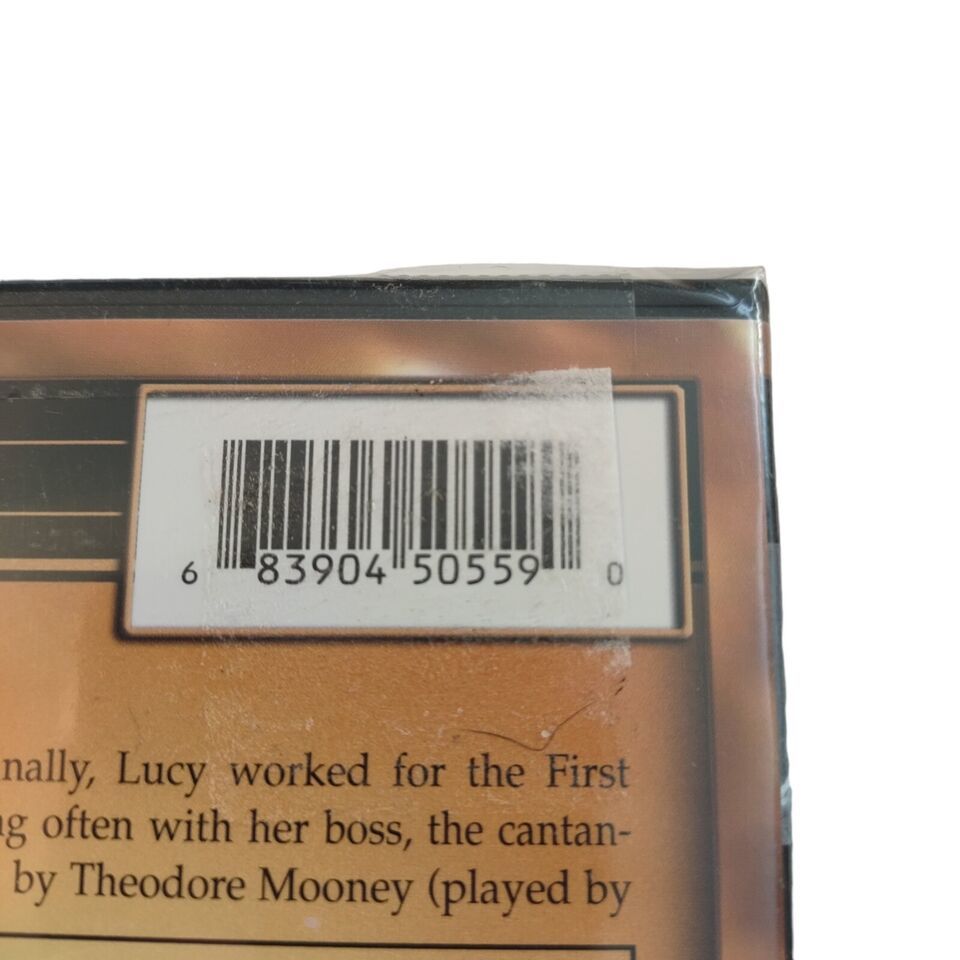 6 83904 50559 0
nally, Lucy worked for the First
ng often with her boss, the cantan-
by Theodore Mooney (played by